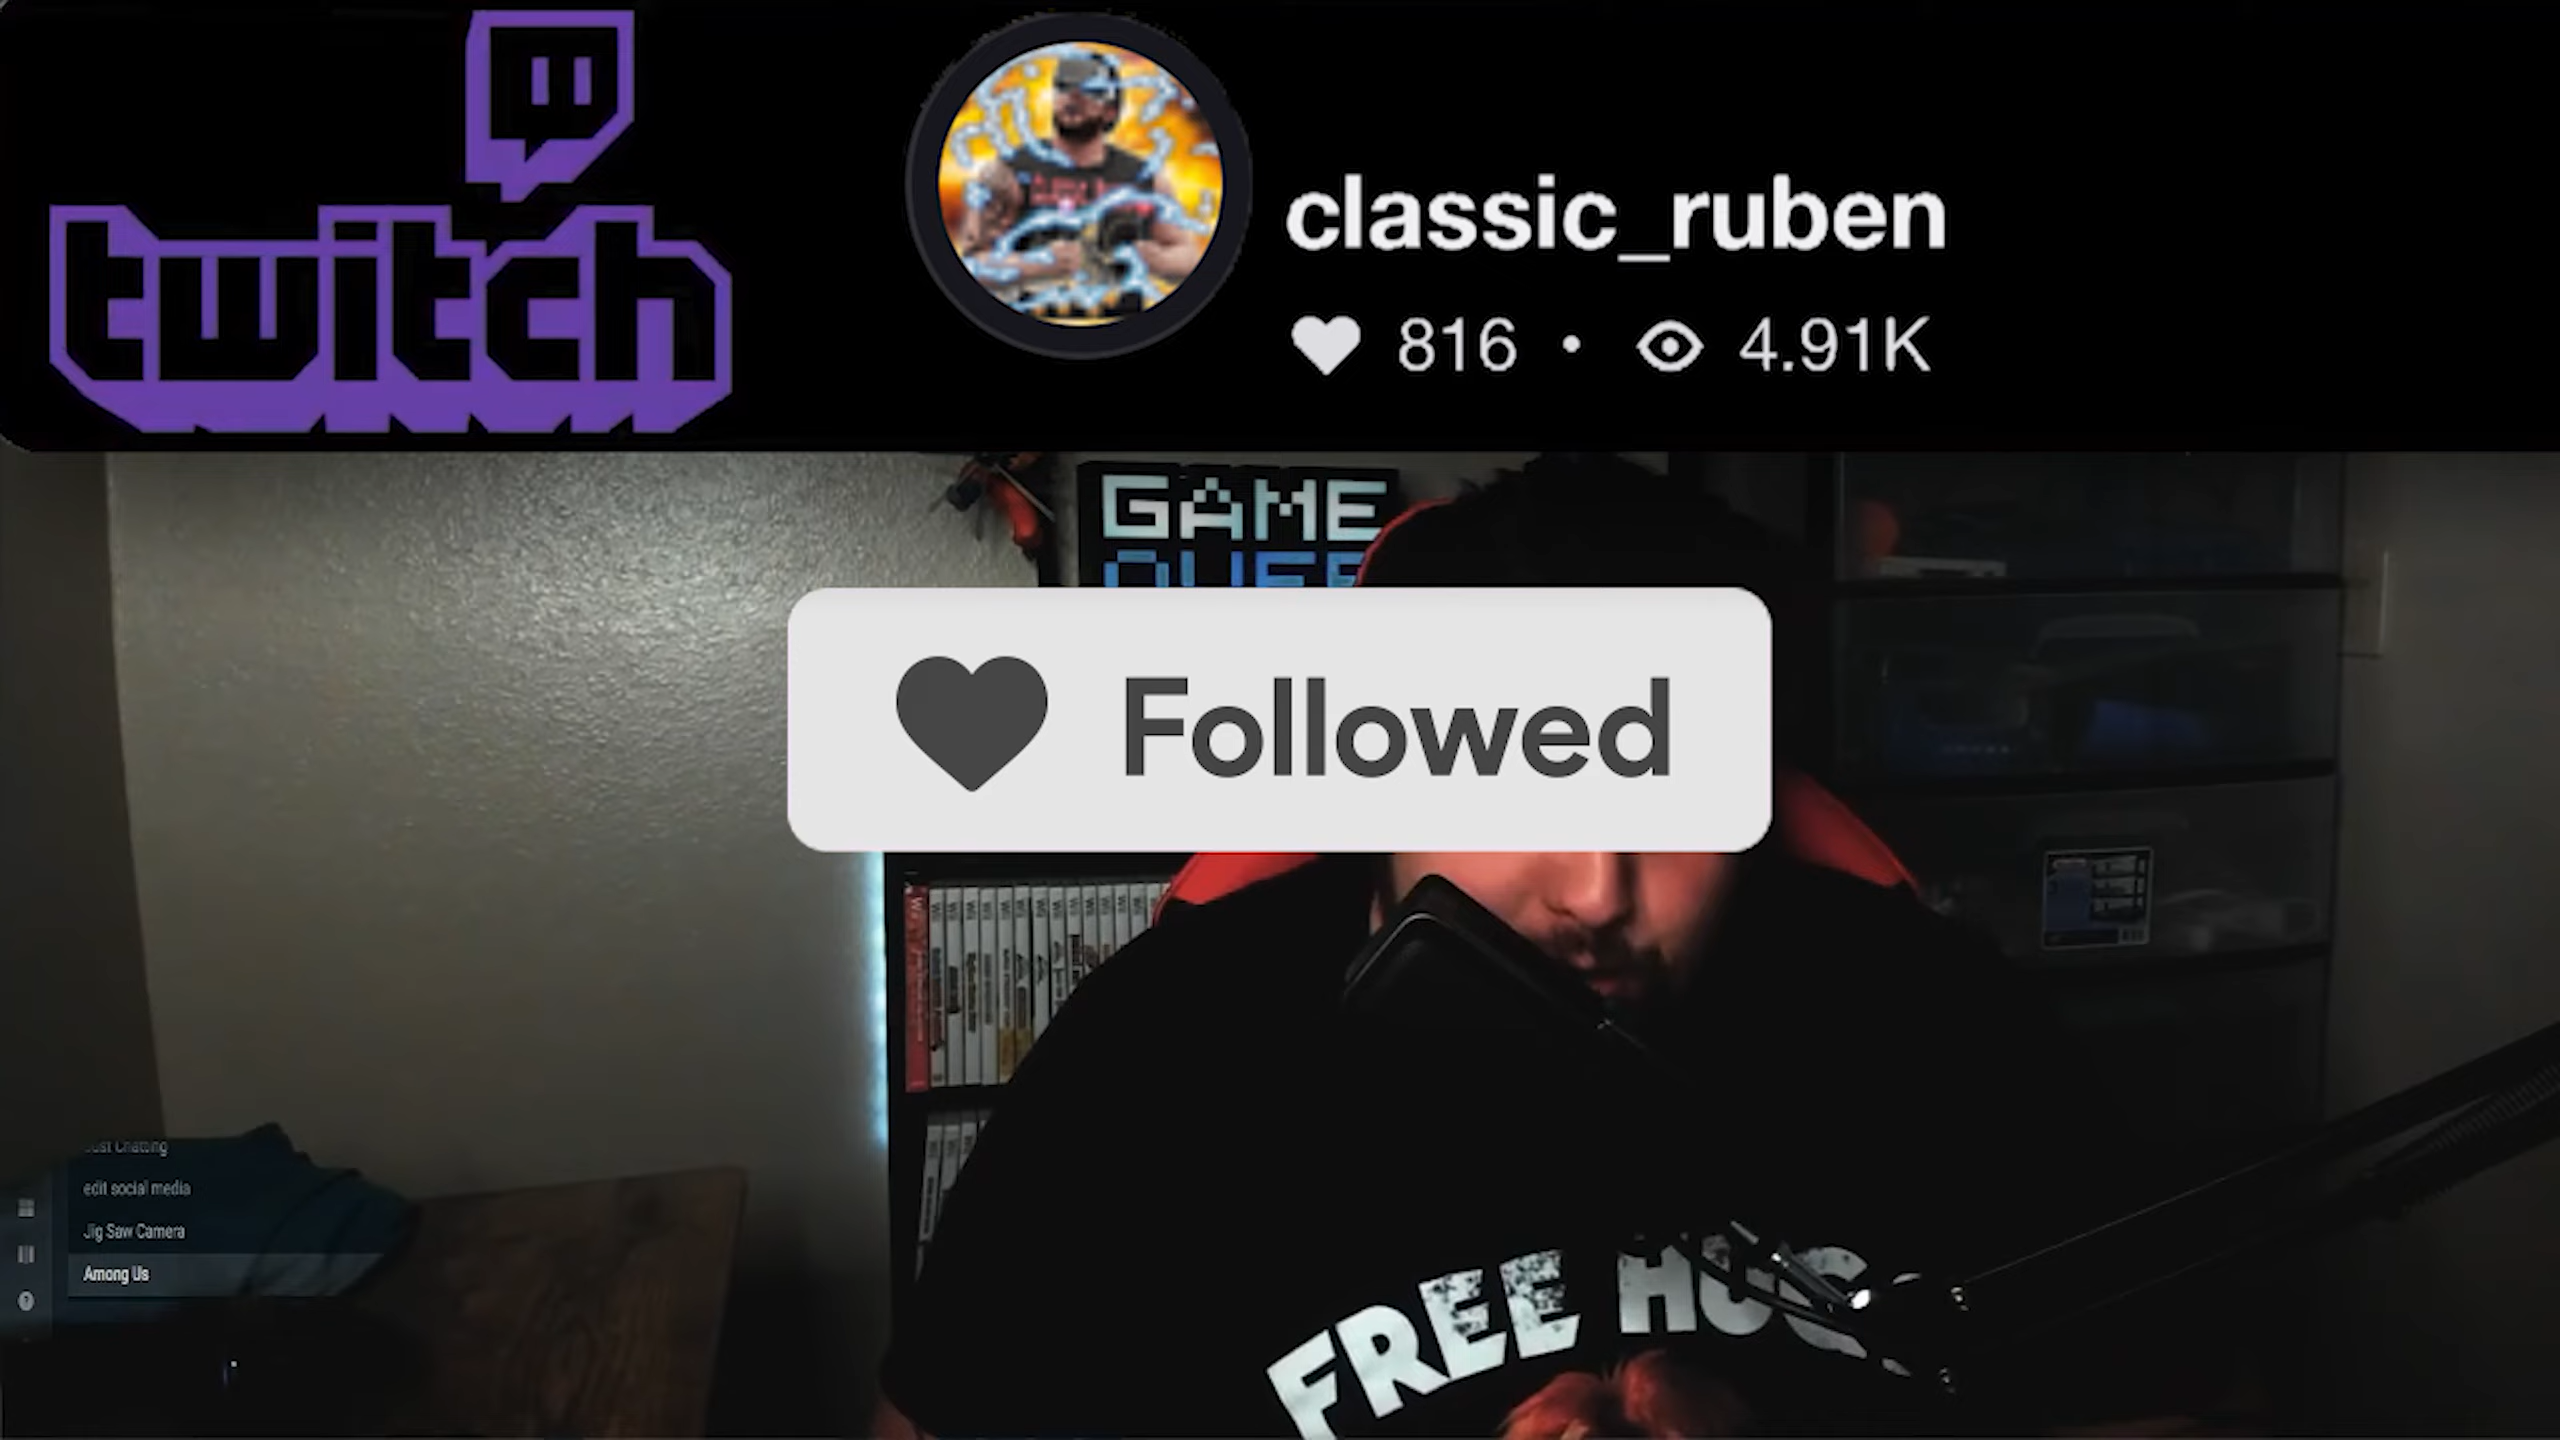 twitch
classic_ruben
816 • 4.91K
GAME
Followed
edit social media
Jig Saw Camera
Among Us
FREE